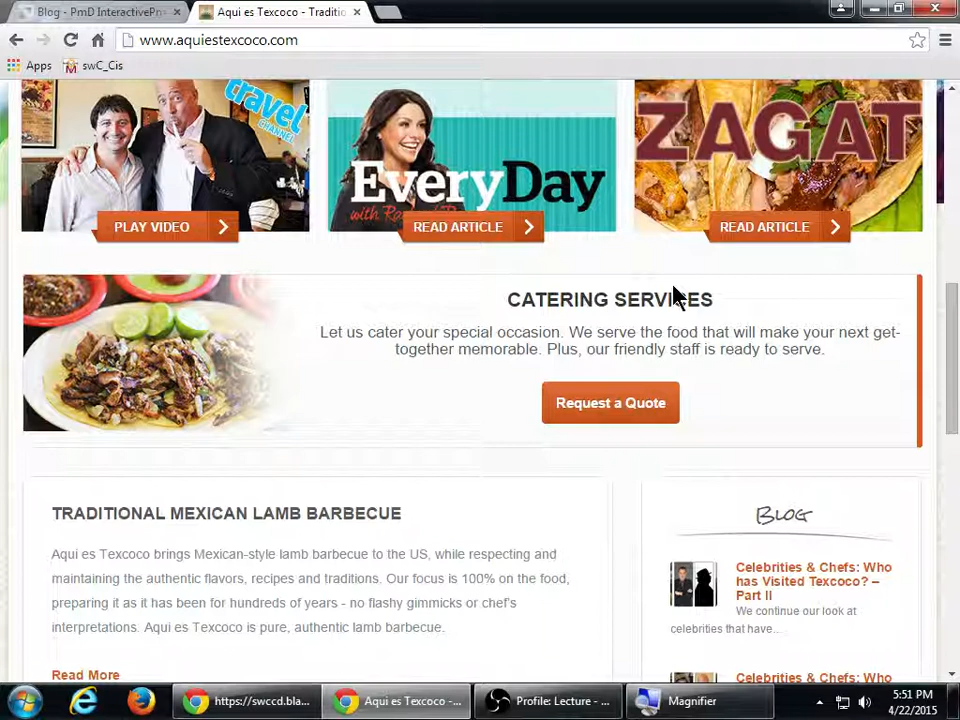 Blog - PmD InteractivePm
Aqui es Texcoco - Traditio
www.aquiestexcoco.com
Apps
swC_Cis
travel
CHANNEL
EveryDay
with Ra
ZAGAT
PLAY VIDEO
READ ARTICLE
READ ARTICLE
CATERING SERVICES
Let us cater your special occasion. We serve the food that will make your next get-
together memorable. Plus, our friendly staff is ready to serve.
Request a Quote
TRADITIONAL MEXICAN LAMB BARBECUE
Aqui es Texcoco brings Mexican-style lamb barbecue to the US, while respecting and
maintaining the authentic flavors, recipes and traditions. Our focus is 100% on the food,
preparing it as it has been for hundreds of years - no flashy gimmicks or chef's
interpretations. Aqui es Texcoco is pure, authentic lamb barbecue.
Read More
BLOG
Celebrities & Chefs: Who
has Visited Texcoco? –
Part II
We continue our look at
celebrities that have...
Celebrities & Chefs: Who
https://swccd.bla...
Aqui es Texcoco -...
Profile: Lecture - ...
Magnifier
5:51 PM
4/22/2015